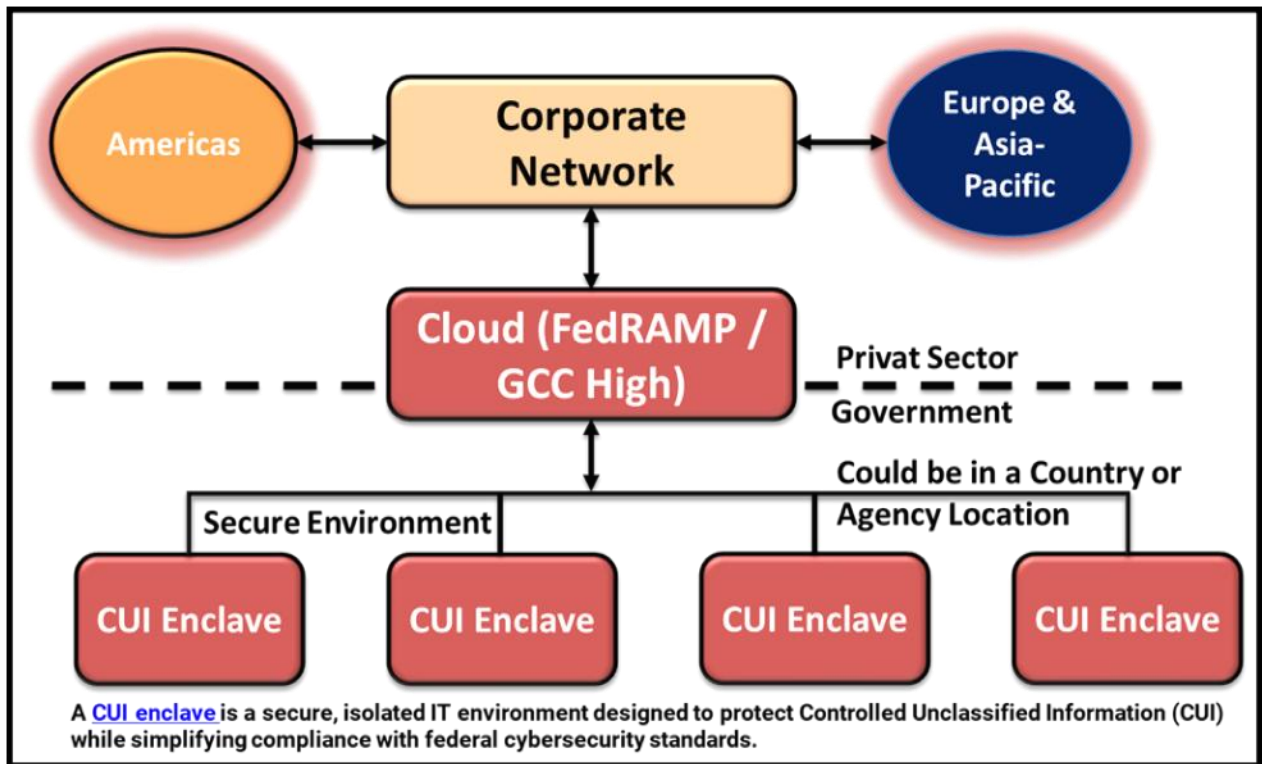 Americas
Corporate
Network
Europe &
Asia-
Pacific
Cloud (FedRAMP /
GCC High)
Privat Sector
Government
Could be in a Country or
Agency Location
Secure Environment
CUI Enclave
CUI Enclave
CUI Enclave
CUI Enclave
A CUI enclave is a secure, isolated IT environment designed to protect Controlled Unclassified Information (CUI)
while simplifying compliance with federal cybersecurity standards.